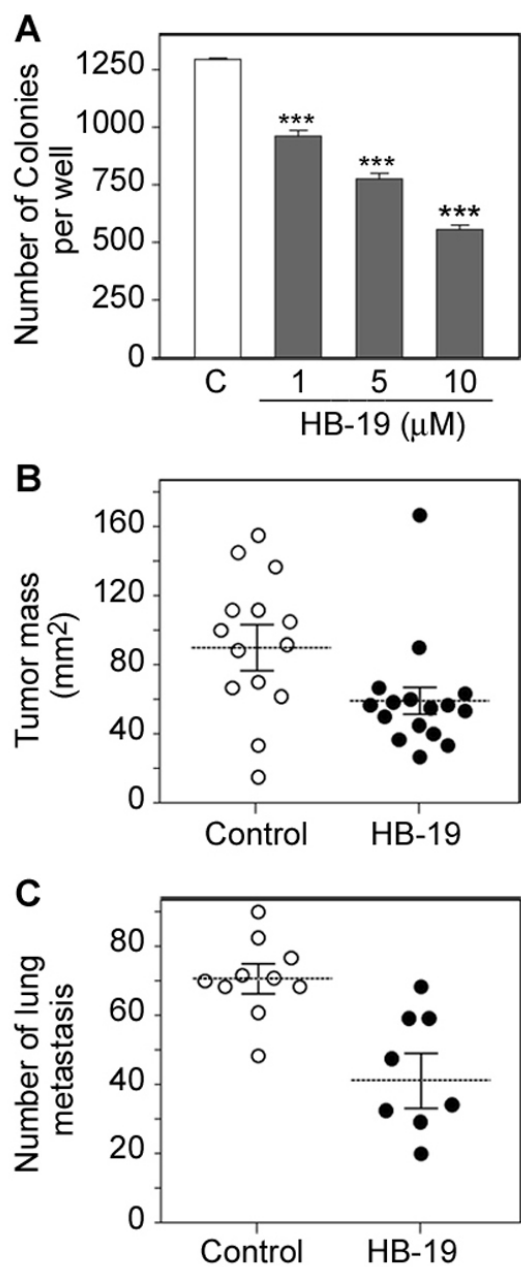 A
Number of Colonies
per well
1250
1000
750
500
250
0
***
***
***
C
1
5
10
HB-19 (μM)
B
Tumor mass
(mm2)
160
120
80
40
0
Control
HB-19
C
Number of lung
metastasis
80
60
40
20
0
Control
HB-19